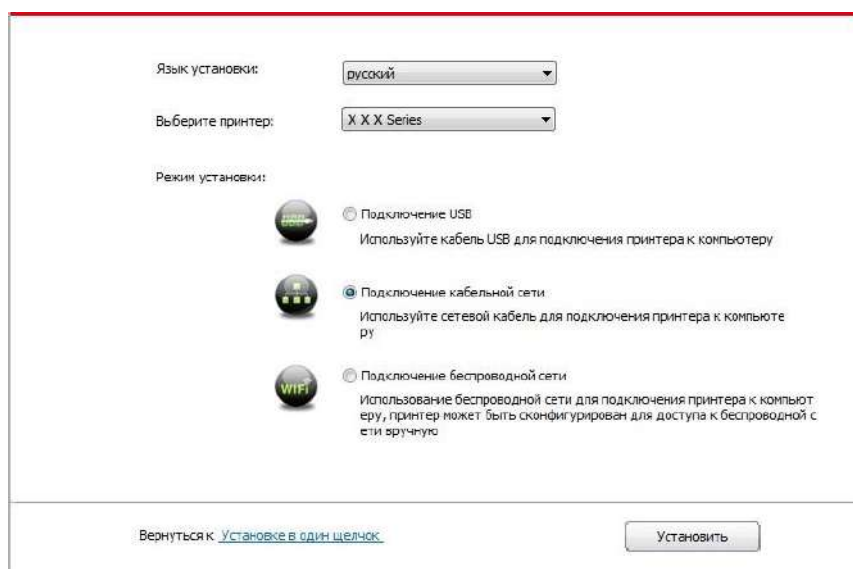 Язык установки: русский
Выберите принтер: X X X Series
Режим установки:
USB
Подключение USB
Используйте кабель USB для подключения принтера к компьютеру
Подключение кабельной сети
Используйте сетевой кабель для подключения принтера к компьюте
ру
WiFi
Подключение беспроводной сети
Использование беспроводной сети для подключения принтера к компьют
еру, принтер может быть сконфигурирован для доступа к беспроводной с
ети вручную
Вернуться к Установке в один щелчок Установить